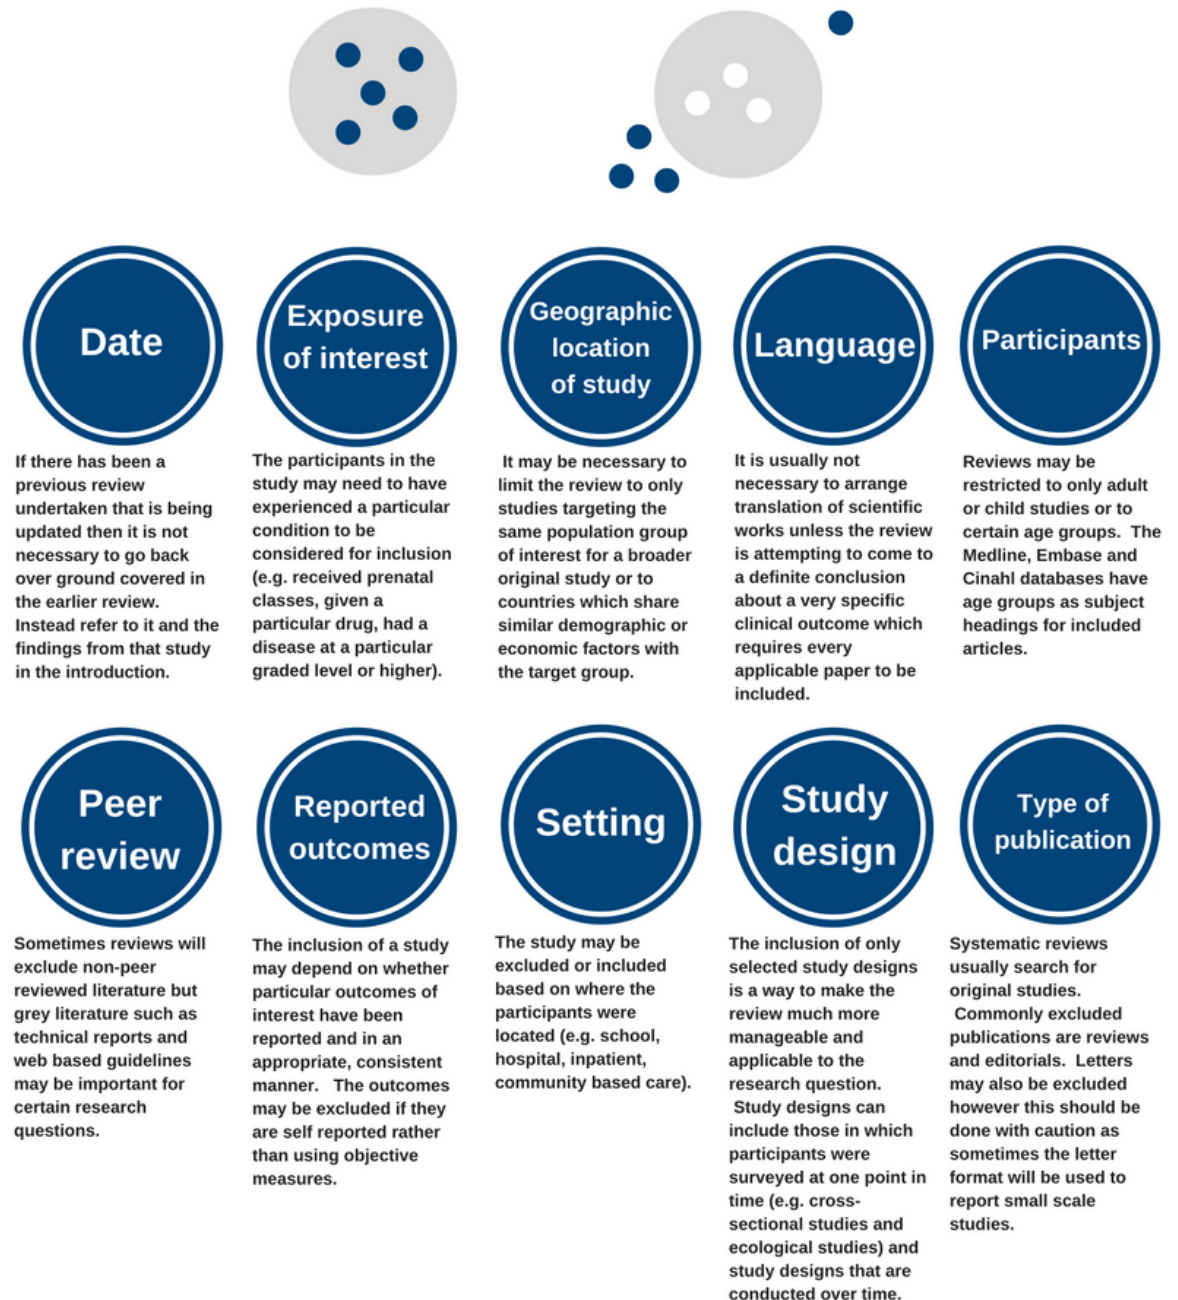 Date
If there has been a
previous review
undertaken that is being
updated then it is not
necessary to go back
over ground covered in
the earlier review.
Instead refer to it and the
findings from that study
in the introduction.
Exposure
of interest
The participants in the
study may need to have
experienced a particular
condition to be
considered for inclusion
(e.g. received prenatal
classes, given a
particular drug, had a
disease at a particular
graded level or higher).
Geographic
location
of study
It may be necessary to
limit the review to only
studies targeting the
same population group
of interest for a broader
original study or to
countries which share
similar demographic or
economic factors with
the target group.
Language
It is usually not
necessary to arrange
translation of scientific
works unless the review
is attempting to come to
a definite conclusion
about a very specific
clinical outcome which
requires every
applicable paper to be
included.
Participants
Reviews may be
restricted to only adult
or child studies or to
certain age groups.  The
Medline, Embase and
Cinahl databases have
age groups as subject
headings for included
articles.
Peer
review
Sometimes reviews will
exclude non-peer
reviewed literature but
grey literature such as
technical reports and
web based guidelines
may be important for
certain research
questions.
Reported
outcomes
The inclusion of a study
may depend on whether
particular outcomes of
interest have been
reported and in an
appropriate, consistent
manner.   The outcomes
may be excluded if they
are self reported rather
than using objective
measures.
Setting
The study may be
excluded or included
based on where the
participants were
located (e.g. school,
hospital, inpatient,
community based care).
Study
design
The inclusion of only
selected study designs
is a way to make the
review much more
manageable and
applicable to the
research question.
Study designs can
include those in which
participants were
surveyed at one point in
time (e.g. cross-
sectional studies and
ecological studies) and
study designs that are
conducted over time.
Type of
publication
Systematic reviews
usually search for
original studies.
Commonly excluded
publications are reviews
and editorials.  Letters
may also be excluded
however this should be
done with caution as
sometimes the letter
format will be used to
report small scale
studies.